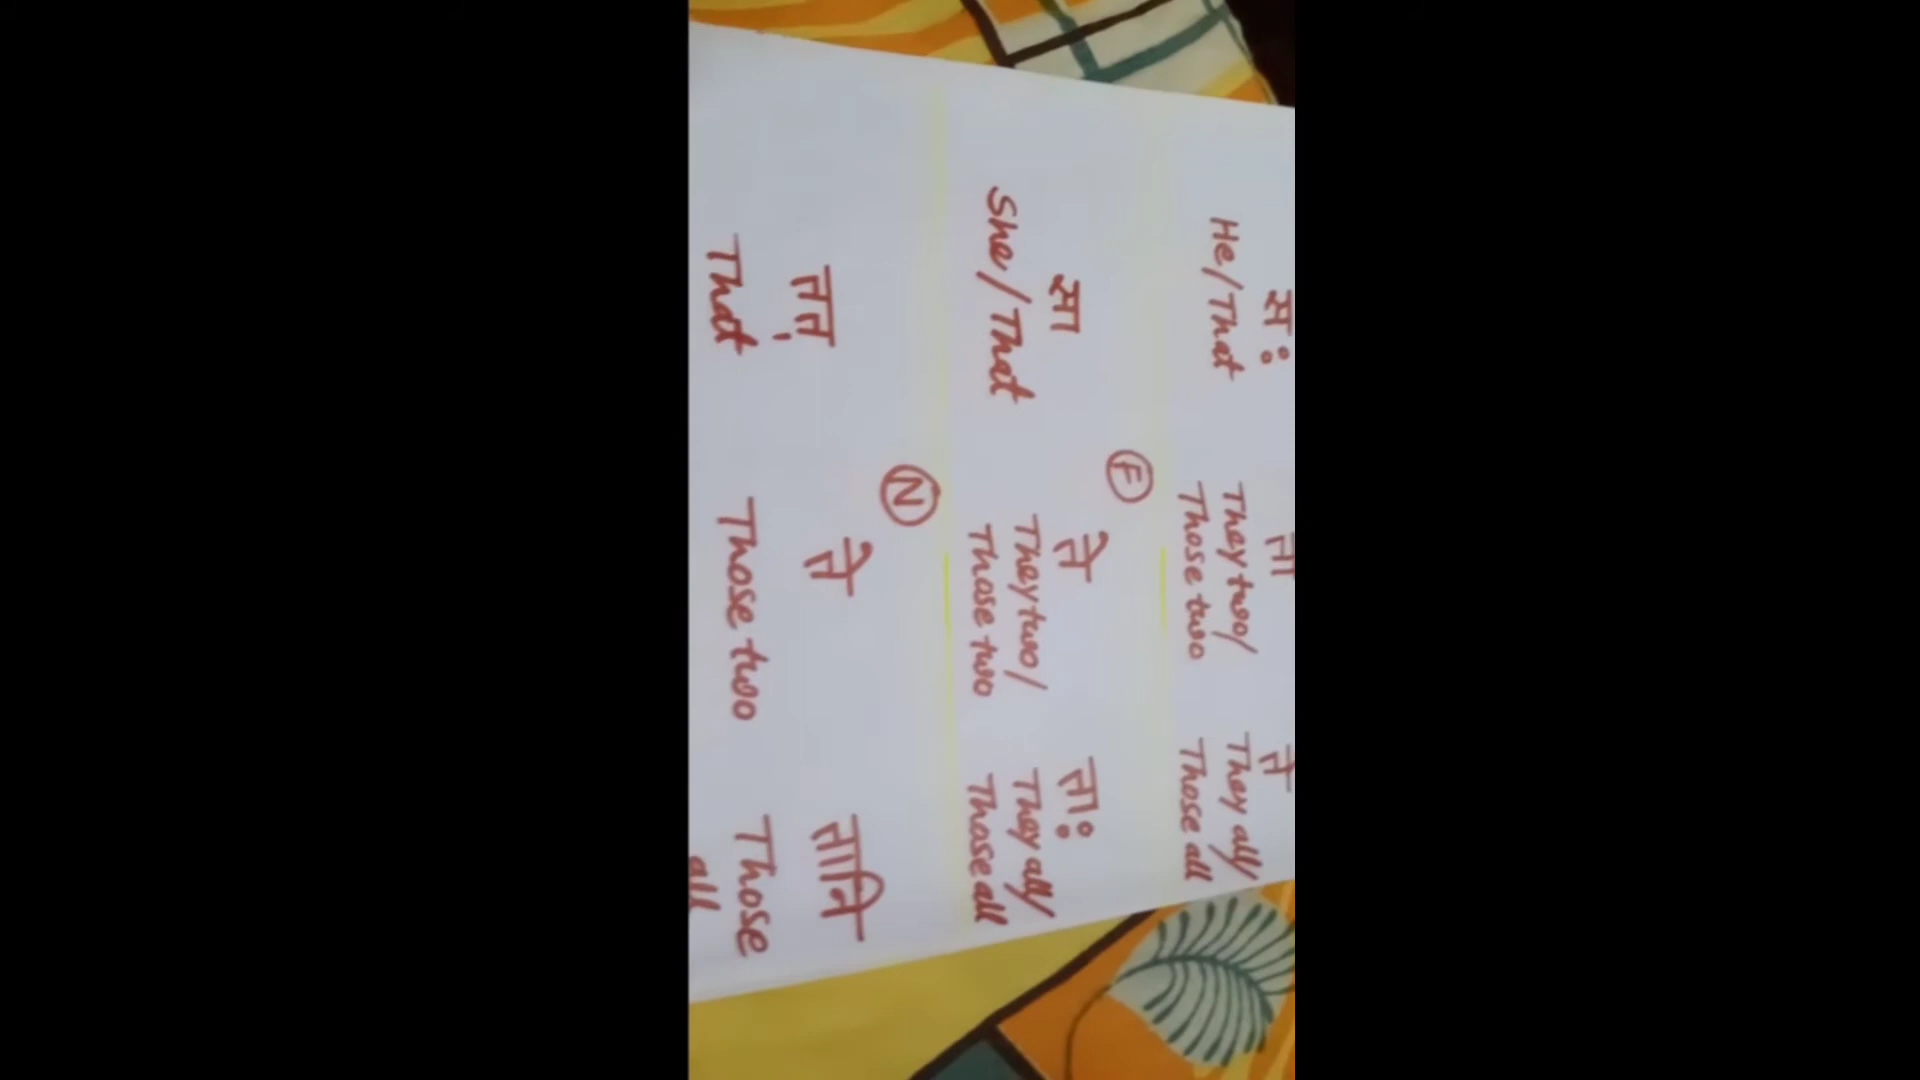 सः तौ ते
He/That They two/ They all/
Those two Those all
F
सा ते ताः
She/That They two/ They all/
Those two Those all
N
तत् ते तानि
That Those two Those
all